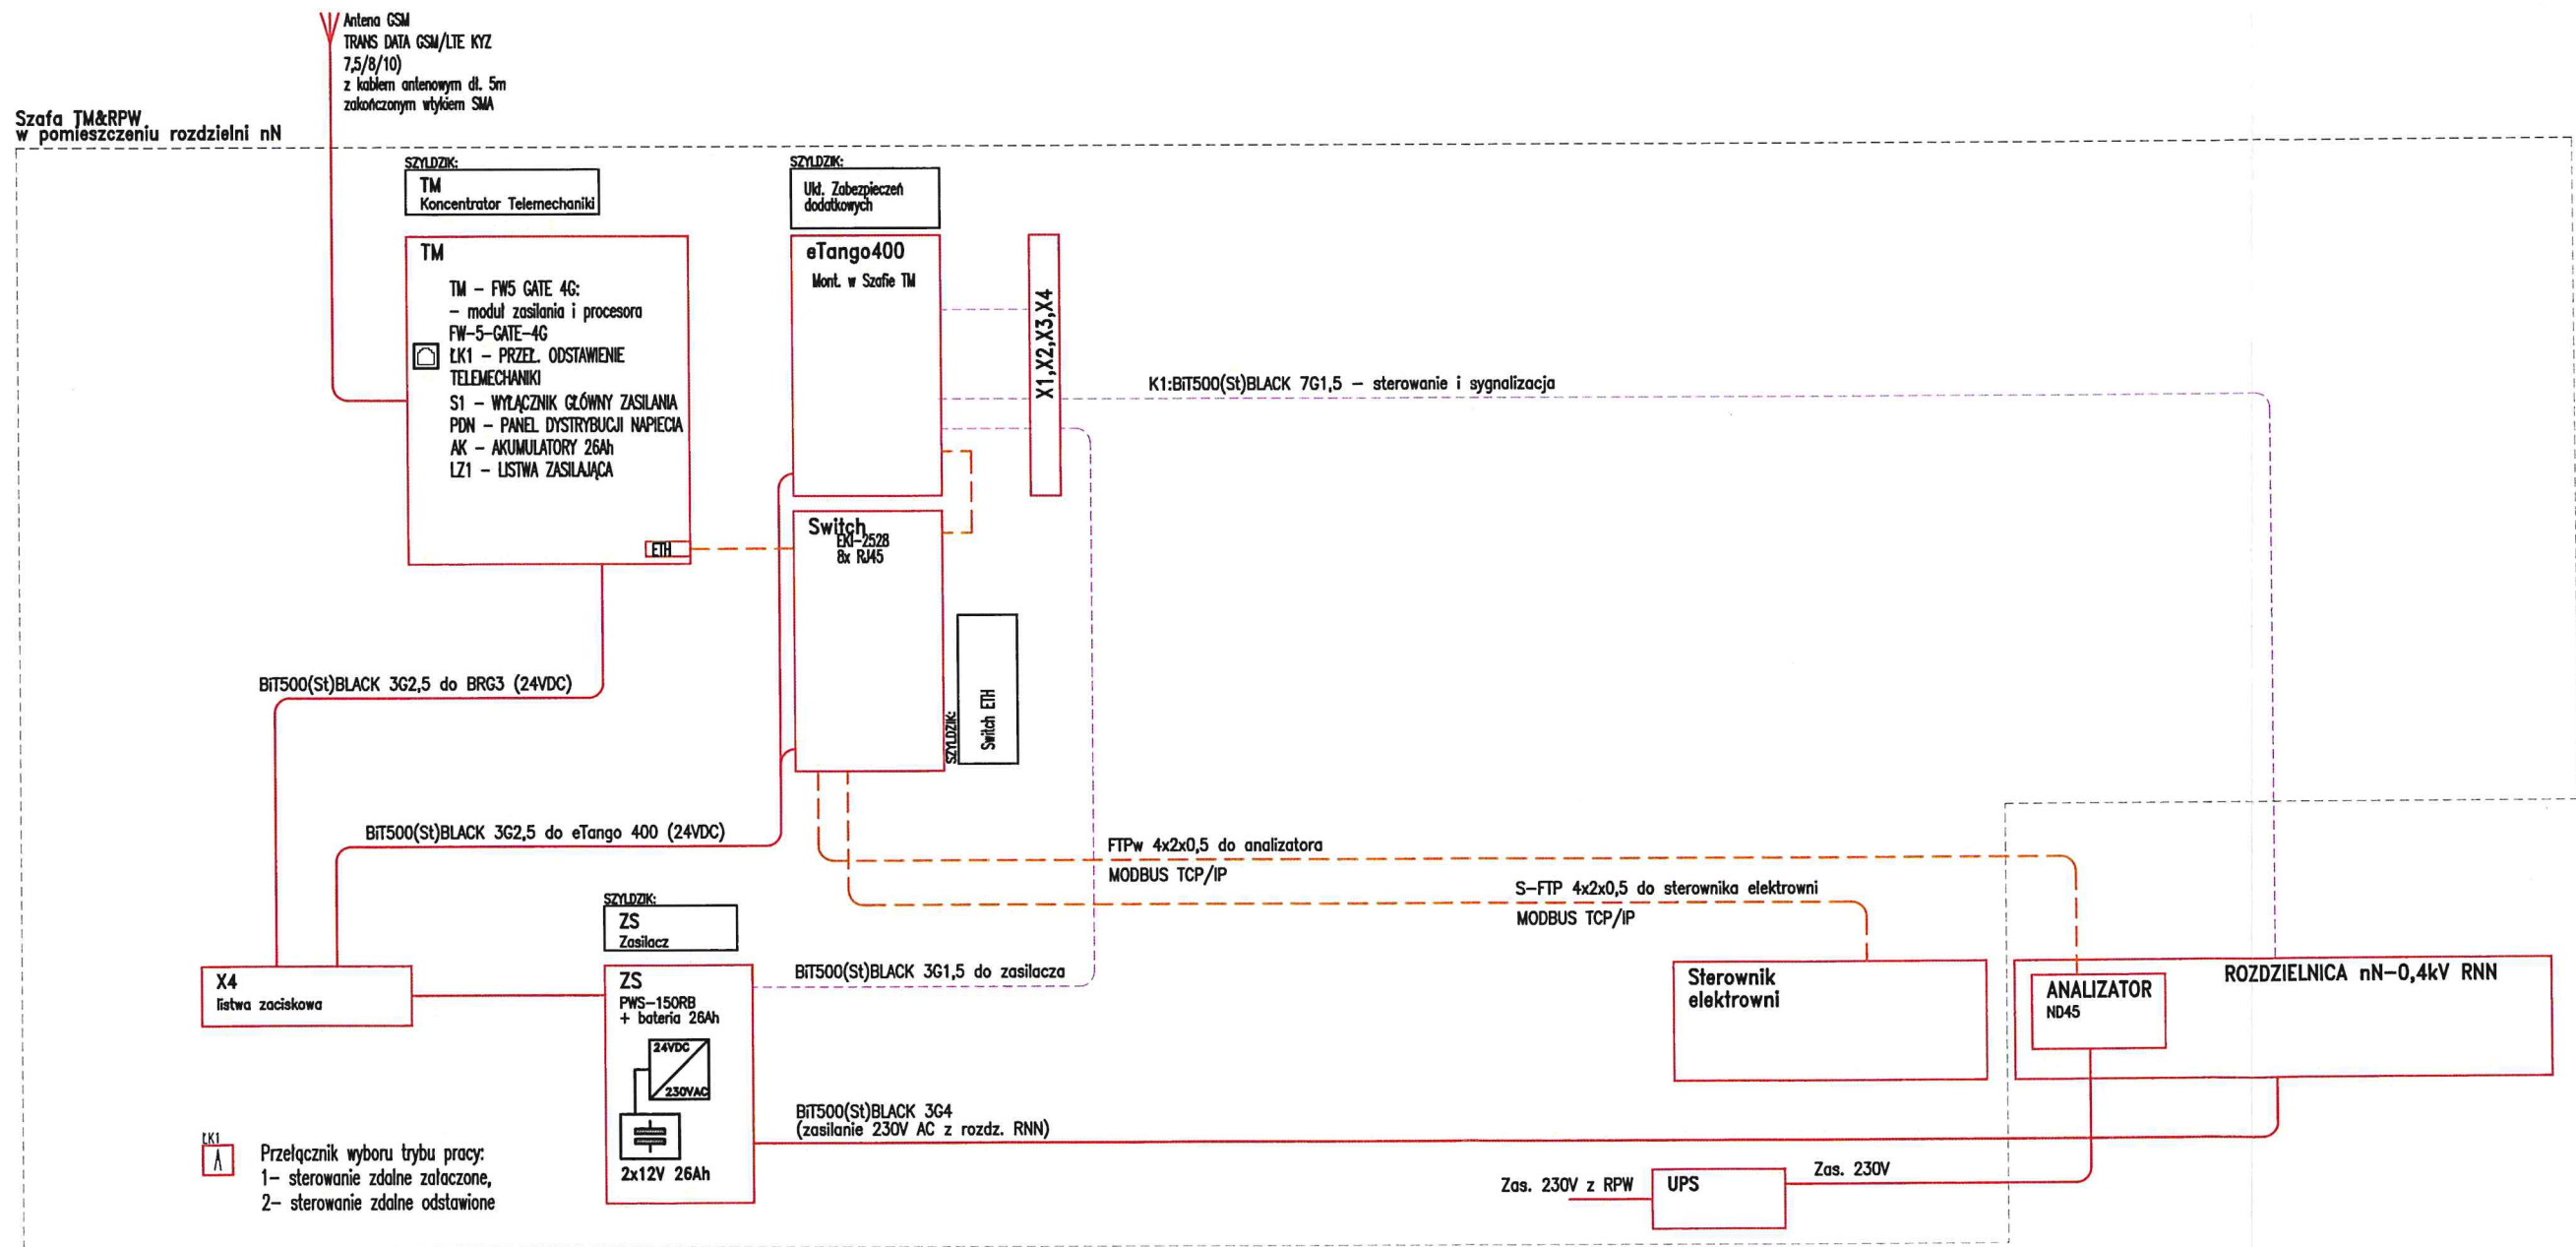 Antena GSM
TRANS DATA GSM/LTE KYZ
7,5/8/10)
z kablem antenowym dł. 5m
zakończonym wtykiem SMA
Szafa TM&RPW
w pomieszczeniu rozdzielni nN
SZYLDZIK:
TM
Koncentrator Telemechaniki
SZYLDZIK:
Ukł. Zabezpieczeń
dodatkowych
TM
TM – FW5 GATE 4G:
– moduł zasilania i procesora
FW-5-GATE-4G
ŁK1 – PRZEŁ. ODSTAWIENIE
TELEMECHANIKI
S1 – WYŁĄCZNIK GŁÓWNY ZASILANIA
PDN – PANEL DYSTRYBUCJI NAPIECIA
AK – AKUMULATORY 26Ah
LZ1 – LISTWA ZASILAJĄCA
ETH
eTango400
Mont. w Szafie TM
X1,X2,X3,X4
K1:BiT500(St)BLACK 7G1,5 – sterowanie i sygnalizacja
Switch
EKI-2528
8x RJ45
SZYLDZIK:
Switch ETH
BiT500(St)BLACK 3G2,5 do BRG3 (24VDC)
BiT500(St)BLACK 3G2,5 do eTango 400 (24VDC)
FTPw 4x2x0,5 do analizatora
MODBUS TCP/IP
S-FTP 4x2x0,5 do sterownika elektrowni
MODBUS TCP/IP
SZYLDZIK:
ZS
Zasilacz
X4
listwa zaciskowa
ZS
PWS-150RB
+ bateria 26Ah
24VDC
230VAC
2x12V 26Ah
BiT500(St)BLACK 3G1,5 do zasilacza
Sterownik
elektrowni
ANALIZATOR
ND45
ROZDZIELNICA nN-0,4kV RNN
BiT500(St)BLACK 3G4
(zasilanie 230V AC z rozdz. RNN)
ŁK1
Przełącznik wyboru trybu pracy:
1– sterowanie zdalne załaczone,
2– sterowanie zdalne odstawione
Zas. 230V z RPW
UPS
Zas. 230V